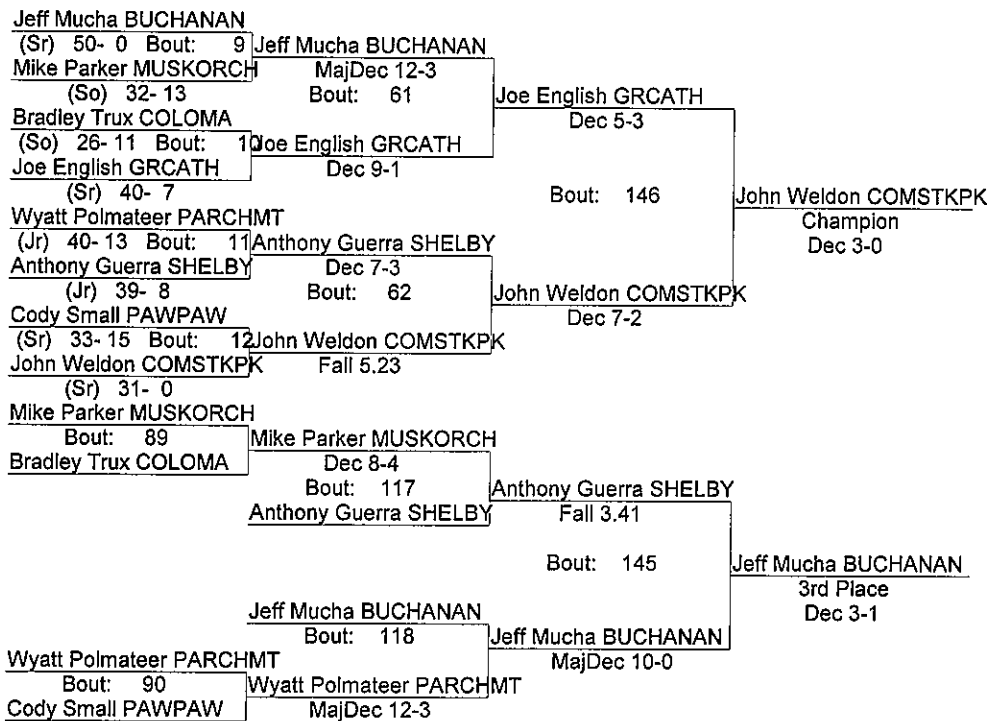 Jeff Mucha BUCHANAN
(Sr) 50- 0 Bout: 9
Mike Parker MUSKORCH
(So) 32- 13
Bradley Trux COLOMA
(So) 26- 11 Bout: 10
Joe English GRCATH
(Sr) 40- 7
Wyatt Polmateer PARCHMT
(Jr) 40- 13 Bout: 11
Anthony Guerra SHELBY
(Jr) 39- 8
Cody Small PAWPAW
(Sr) 33- 15 Bout: 12
John Weldon COMSTKPK
(Sr) 31- 0
Jeff Mucha BUCHANAN
MajDec 12-3
Bout: 61
Joe English GRCATH
Dec 9-1
Anthony Guerra SHELBY
Dec 7-3
Bout: 62
John Weldon COMSTKPK
Fall 5.23
Joe English GRCATH
Dec 5-3
Bout: 146
John Weldon COMSTKPK
Dec 7-2
John Weldon COMSTKPK
Champion
Dec 3-0
Mike Parker MUSKORCH
Bout: 89
Bradley Trux COLOMA
Mike Parker MUSKORCH
Dec 8-4
Bout: 117
Anthony Guerra SHELBY
Anthony Guerra SHELBY
Fall 3.41
Bout: 145
Jeff Mucha BUCHANAN
3rd Place
Dec 3-1
Jeff Mucha BUCHANAN
Bout: 118
Jeff Mucha BUCHANAN
MajDec 10-0
Wyatt Polmateer PARCHMT
Bout: 90
Cody Small PAWPAW
Wyatt Polmateer PARCHMT
MajDec 12-3